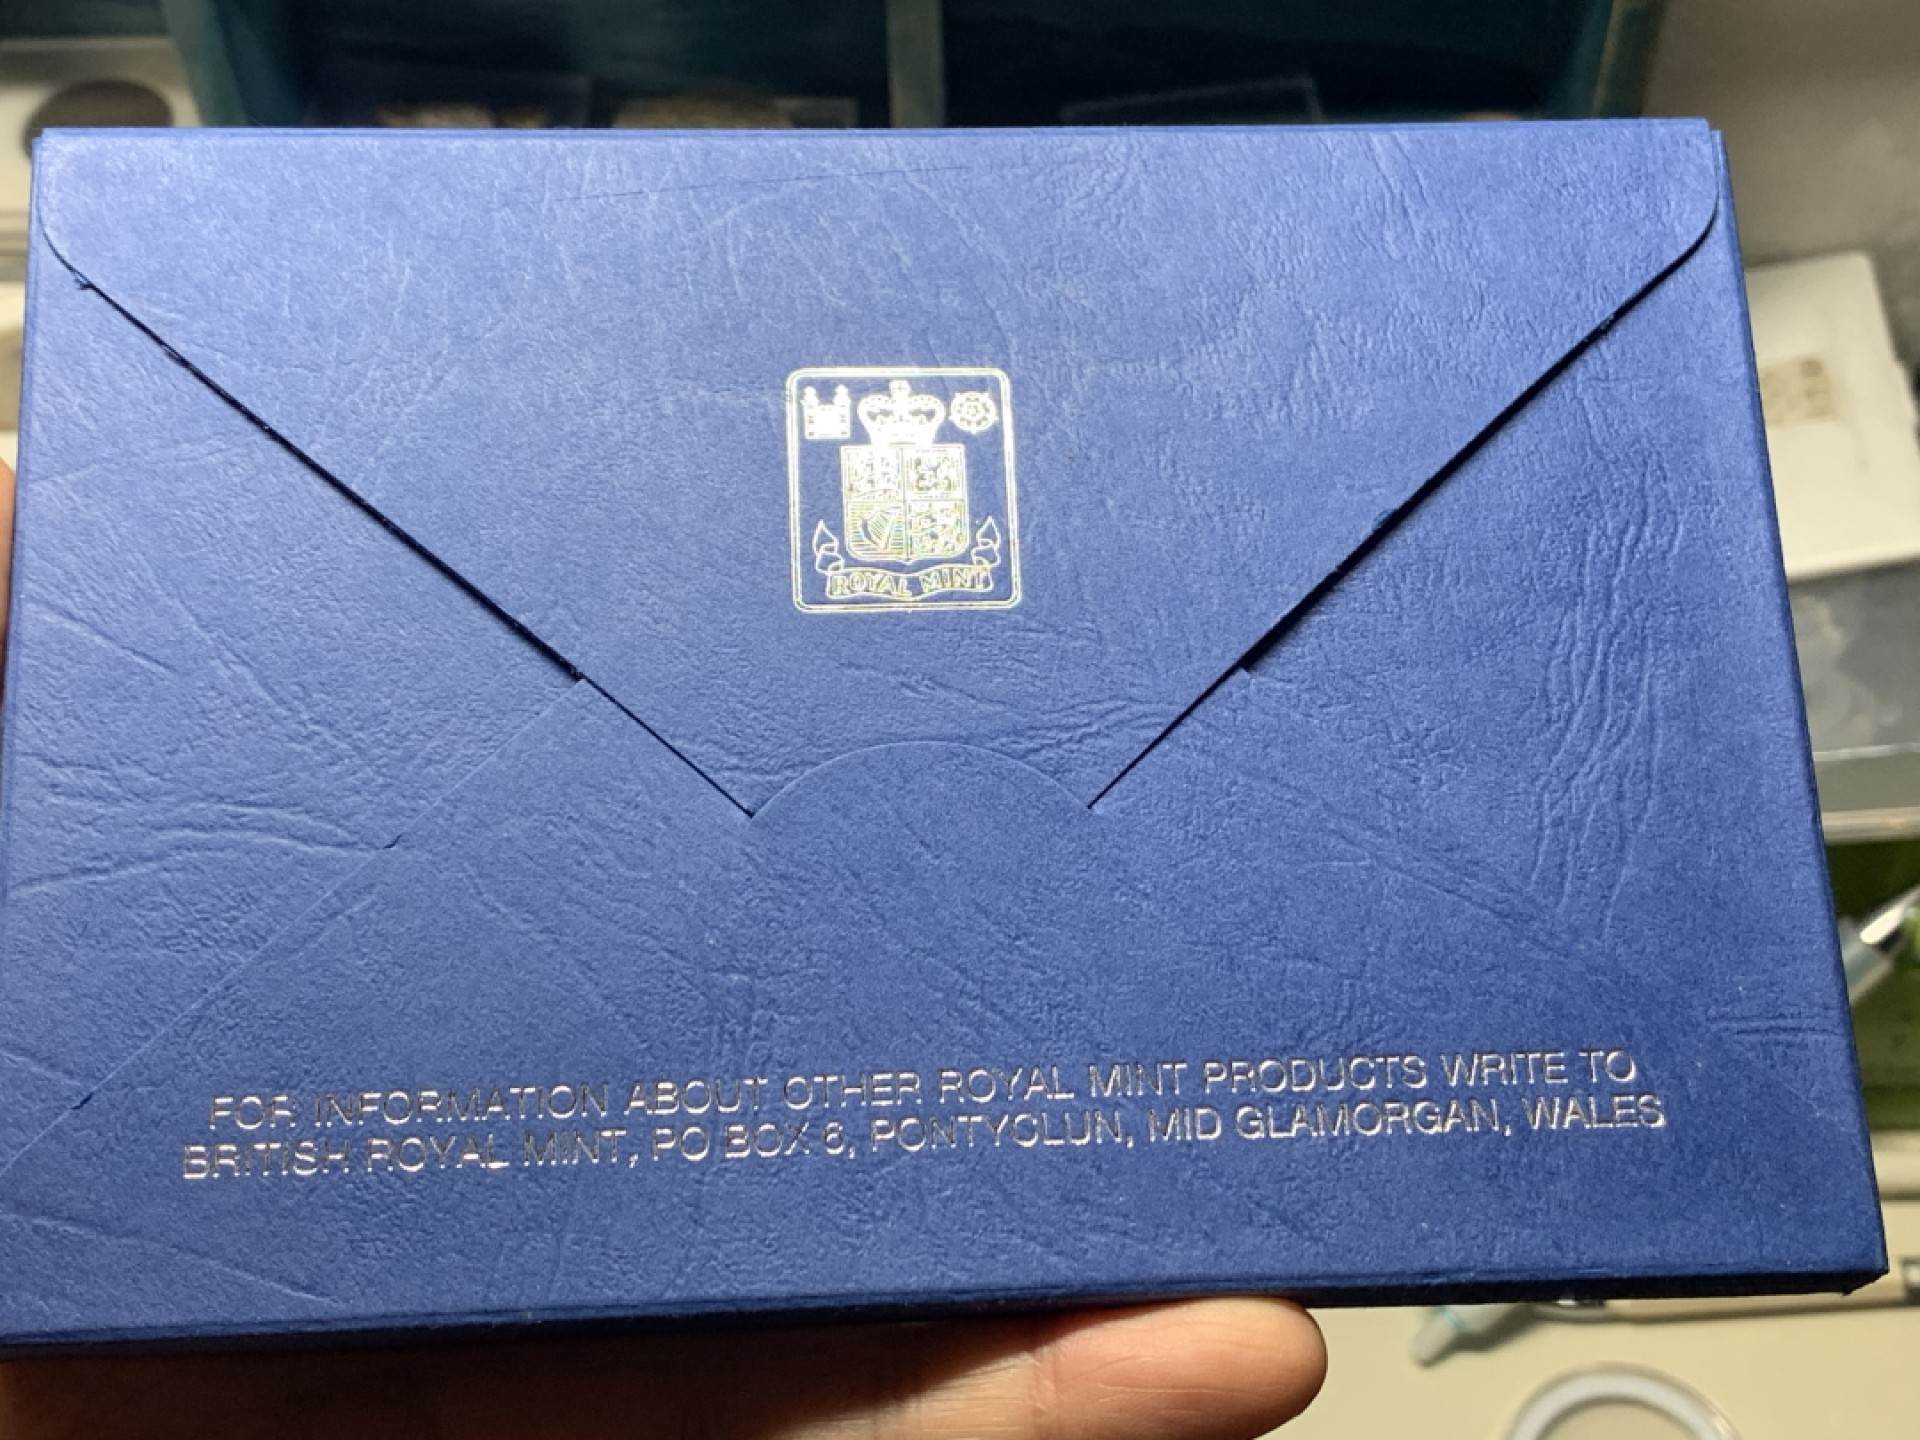 ROYAL MINT
FOR INFORMATION ABOUT OTHER ROYAL MINT PRODUCTS WRITE TO
BRITISH ROYAL MINT, PO BOX 6, PONTYCLUN, MID GLAMORGAN, WALES